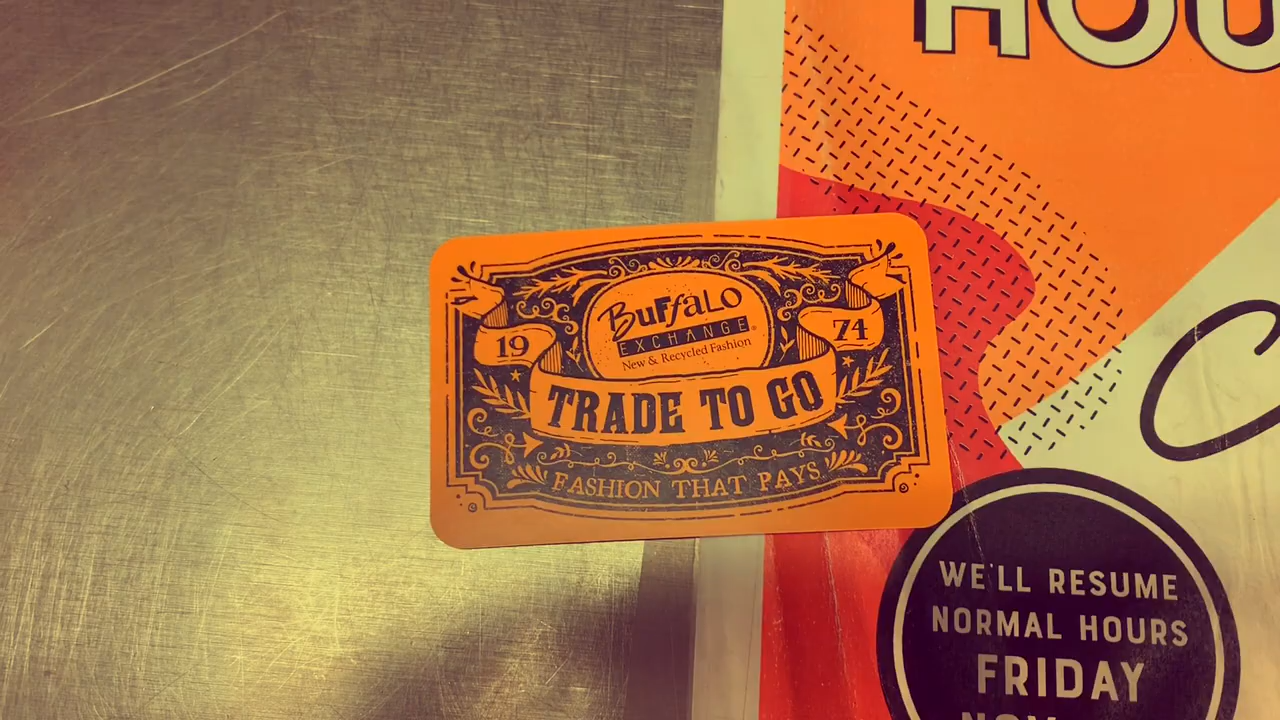 HOU
BuFFaLO
EXCHANGE®
New & Recycled Fashion
19
74
TRADE TO GO
FASHION THAT PAYS
C
WE'LL RESUME
NORMAL HOURS
FRIDAY
NOV